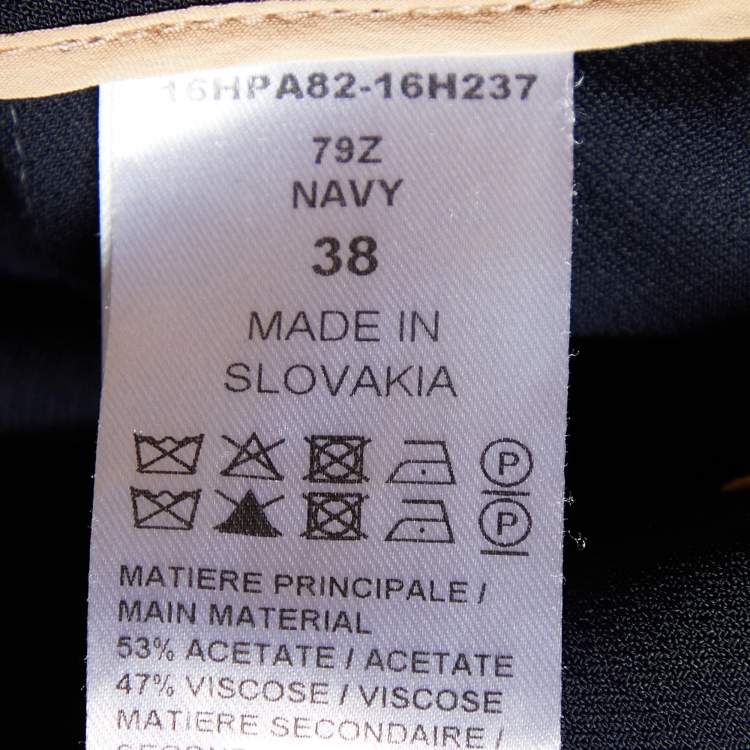 16HPA82-16H237
79Z
NAVY
38
MADE IN
SLOVAKIA
P
P
MATIERE PRINCIPALE /
MAIN MATERIAL
53% ACETATE / ACETATE
47% VISCOSE / VISCOSE
MATIERE SECONDAIRE /